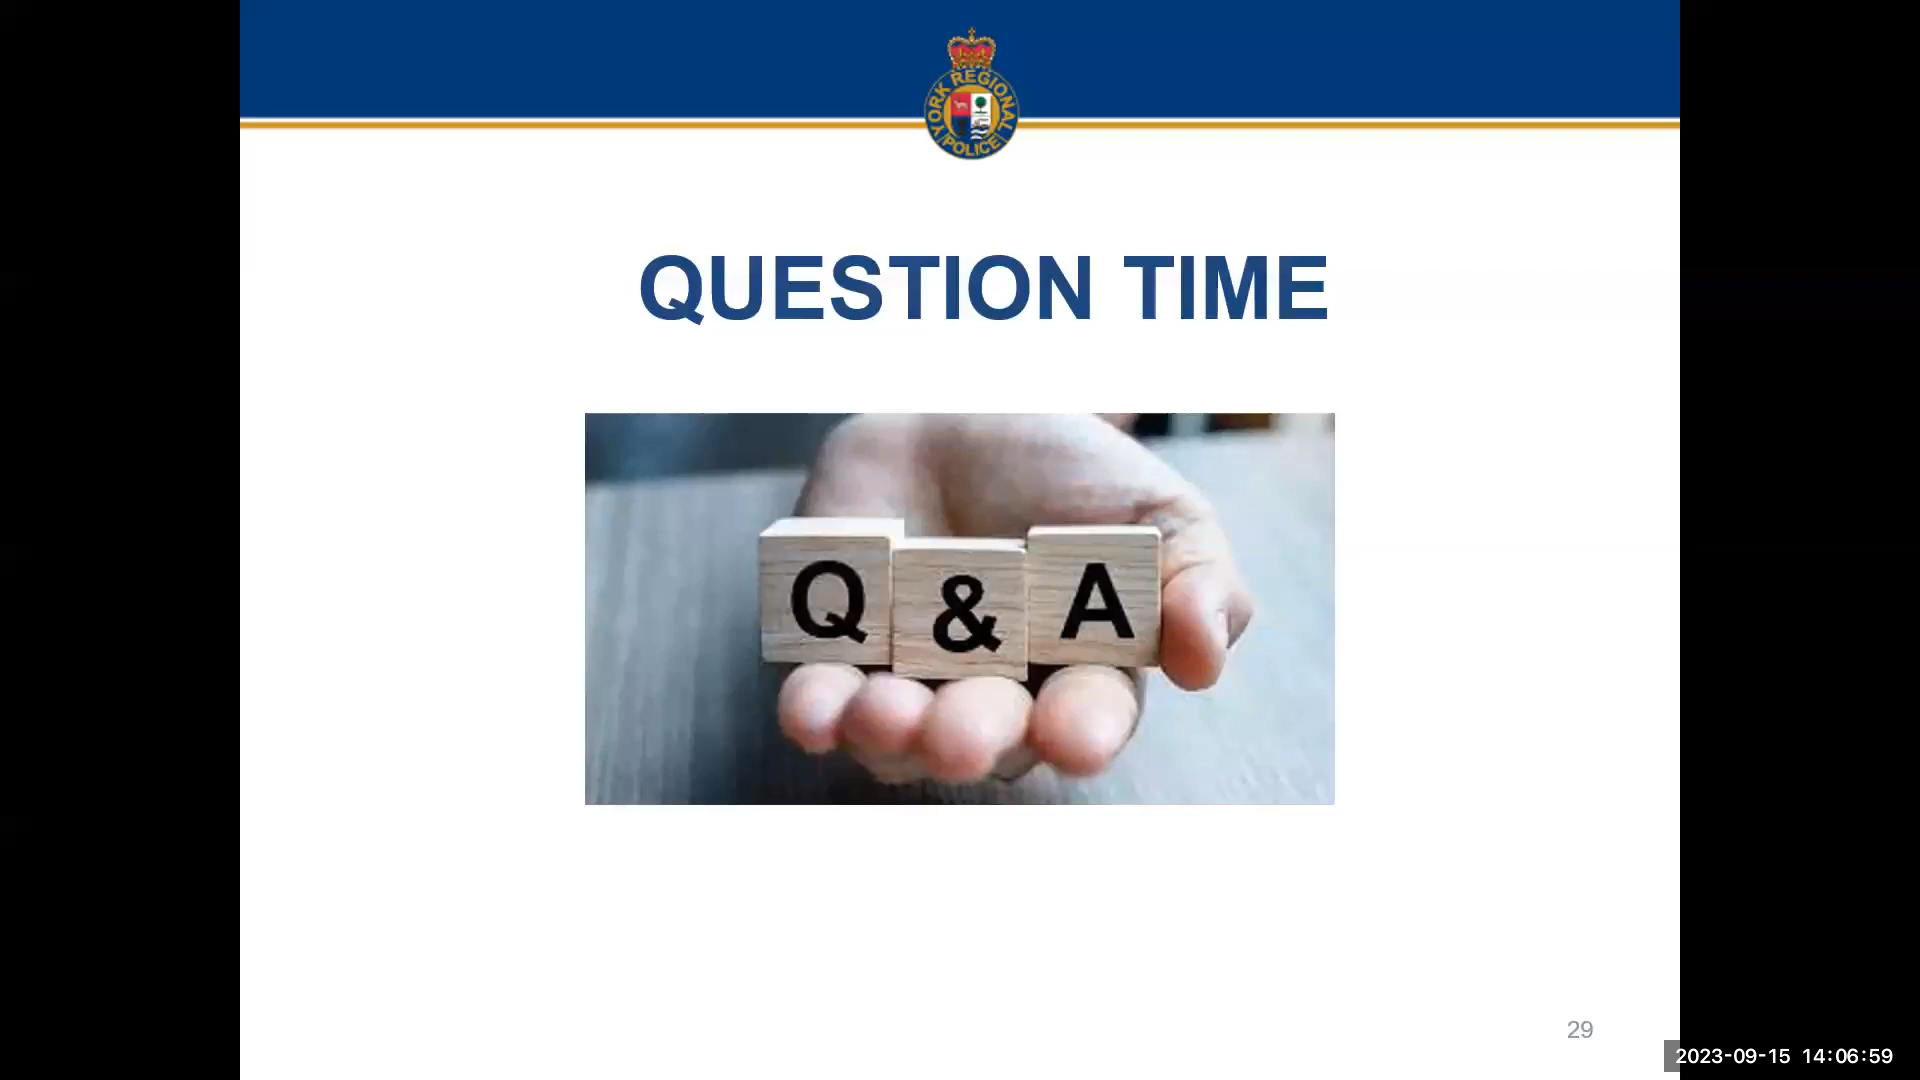 YORK REGIONAL
POLICE
QUESTION TIME
Q & A
29
2023-09-15 14:06:59